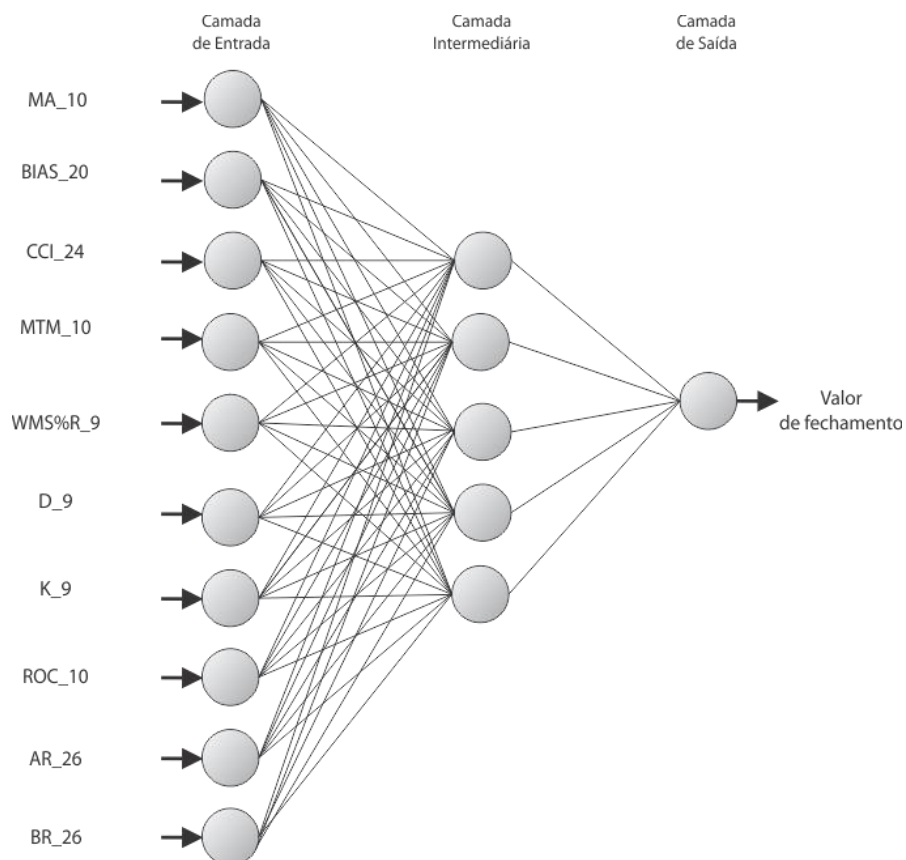 Camada
de Entrada
Camada
Intermediária
Camada
de Saída
MA_10
BIAS_20
CCI_24
MTM_10
WMS%R_9
D_9
K_9
ROC_10
AR_26
BR_26
Valor
de fechamento